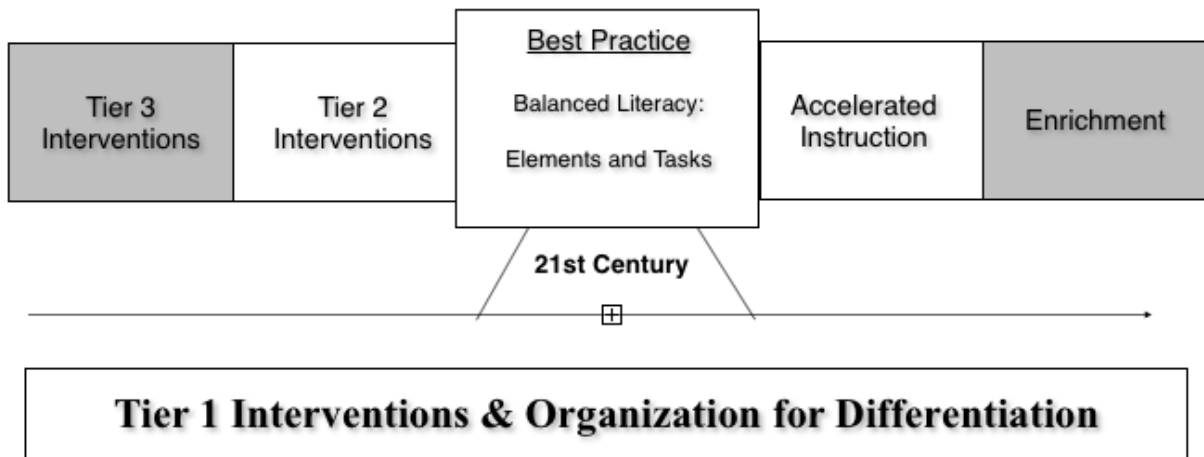 Tier 3
Interventions
Tier 2
Interventions
Best Practice
Balanced Literacy:
Elements and Tasks
Accelerated
Instruction
Enrichment
21st Century
Tier 1 Interventions & Organization for Differentiation